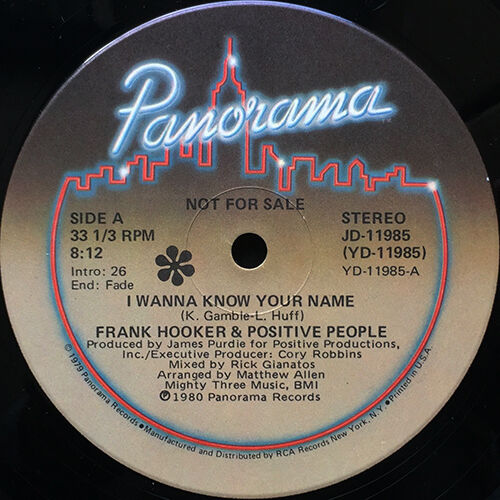 Panorama
NOT FOR SALE
SIDE A
33 1/3 RPM
8:12
Intro: 26
End: Fade
STEREO
JD-11985
(YD-11985)
YD-11985-A
I WANNA KNOW YOUR NAME
(K. Gamble-L. Huff)
FRANK HOOKER & POSITIVE PEOPLE
Produced by James Purdie for Positive Productions,
Inc./Executive Producer: Cory Robbins
Mixed by Rick Gianatos
Arranged by Matthew Allen
Mighty Three Music, BMI
℗1980 Panorama Records
©1979 Panorama Records ● Manufactured and Distributed by RCA Records New York, N.Y. ● Printed in U.S.A.